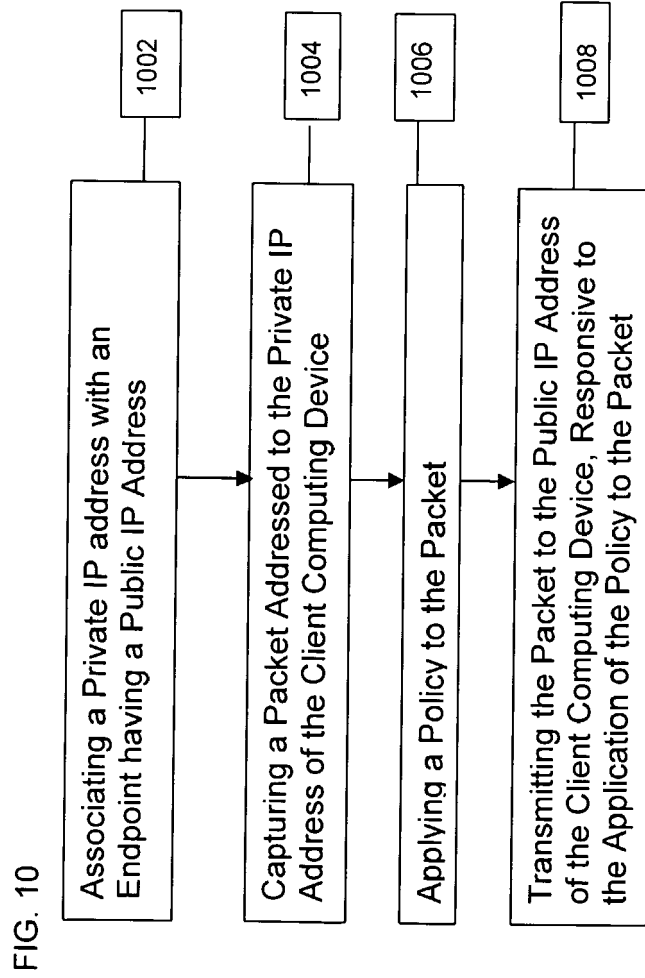 FIG. 10
Associating a Private IP address with an
Endpoint having a Public IP Address
1002
Capturing a Packet Addressed to the Private IP
Address of the Client Computing Device
1004
Applying a Policy to the Packet
1006
Transmitting the Packet to the Public IP Address
of the Client Computing Device, Responsive to
the Application of the Policy to the Packet
1008